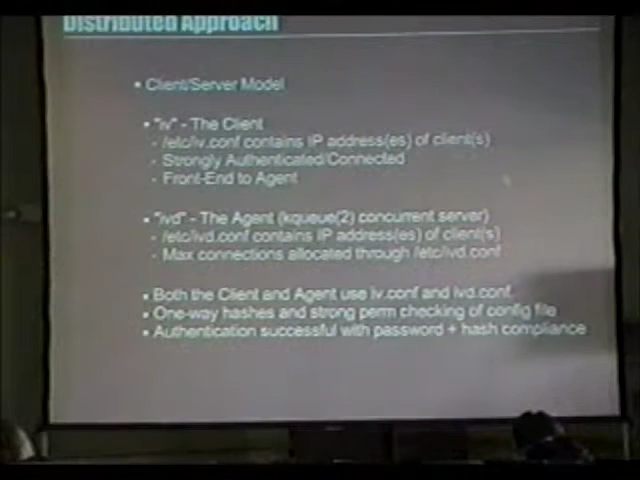 Distributed Approach
• Client/Server Model
• "iv" - The Client
- /etc/iv.conf contains IP address(es) of client(s)
- Strongly Authenticated/Connected
- Front-End to Agent
• "ivd" - The Agent (kqueue(2) concurrent server)
- /etc/ivd.conf contains IP address(es) of client(s)
- Max connections allocated through /etc/ivd.conf
• Both the Client and Agent use iv.conf and ivd.conf.
• One-way hashes and strong perm checking of config file
• Authentication successful with password + hash compliance